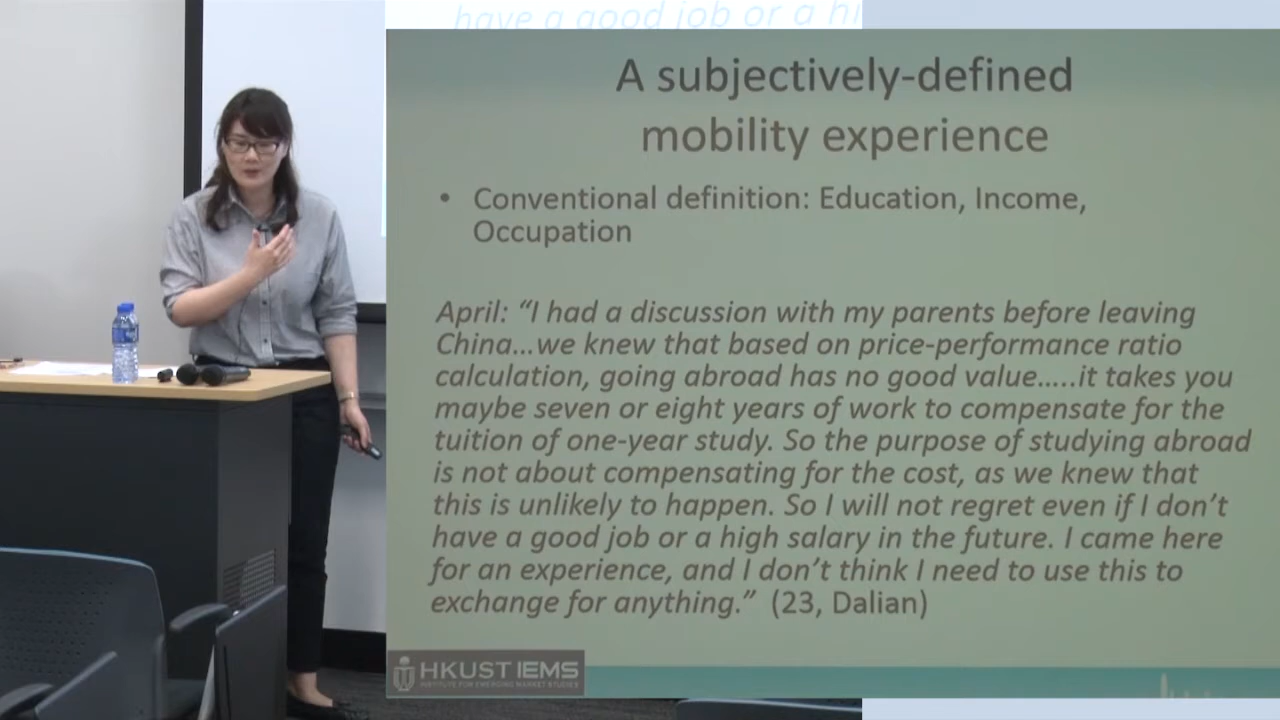 have a good job or a hi
A subjectively-defined
mobility experience
• Conventional definition: Education, Income,
Occupation
April: “I had a discussion with my parents before leaving
China...we knew that based on price-performance ratio
calculation, going abroad has no good value.....it takes you
maybe seven or eight years of work to compensate for the
tuition of one-year study. So the purpose of studying abroad
is not about compensating for the cost, as we knew that
this is unlikely to happen. So I will not regret even if I don’t
have a good job or a high salary in the future. I came here
for an experience, and I don’t think I need to use this to
exchange for anything.” (23, Dalian)
HKUST IEMS
INSTITUTE FOR EMERGING MARKET STUDIES